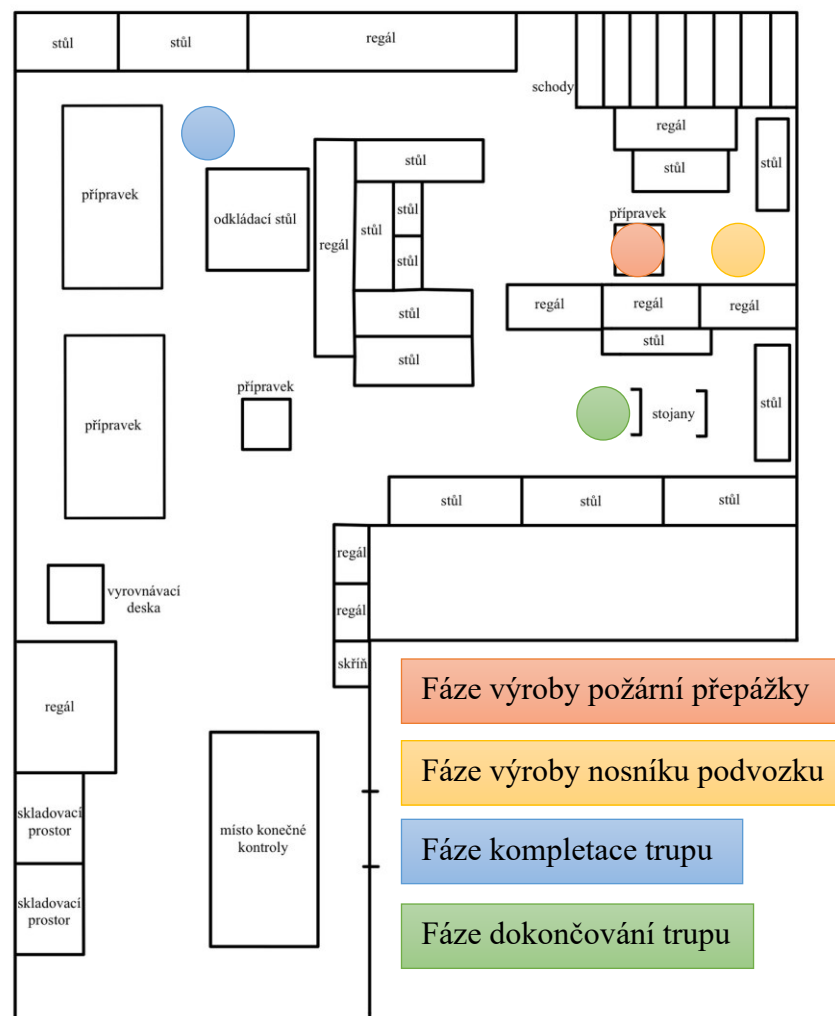 stůl
stůl
regál
schody
regál
stůl
stůl
přípravek
odkládací stůl
regál
stůl
stůl
stůl
stůl
stůl
stůl
přípravek
regál
regál
regál
stůl
přípravek
přípravek
stojany
stůl
stůl
stůl
stůl
regál
regál
skříň
vyrovnávací
deska
regál
skladovací
prostor
skladovací
prostor
místo konečné
kontroly
Fáze výroby požární přepážky
Fáze výroby nosníku podvozku
Fáze kompletace trupu
Fáze dokončování trupu